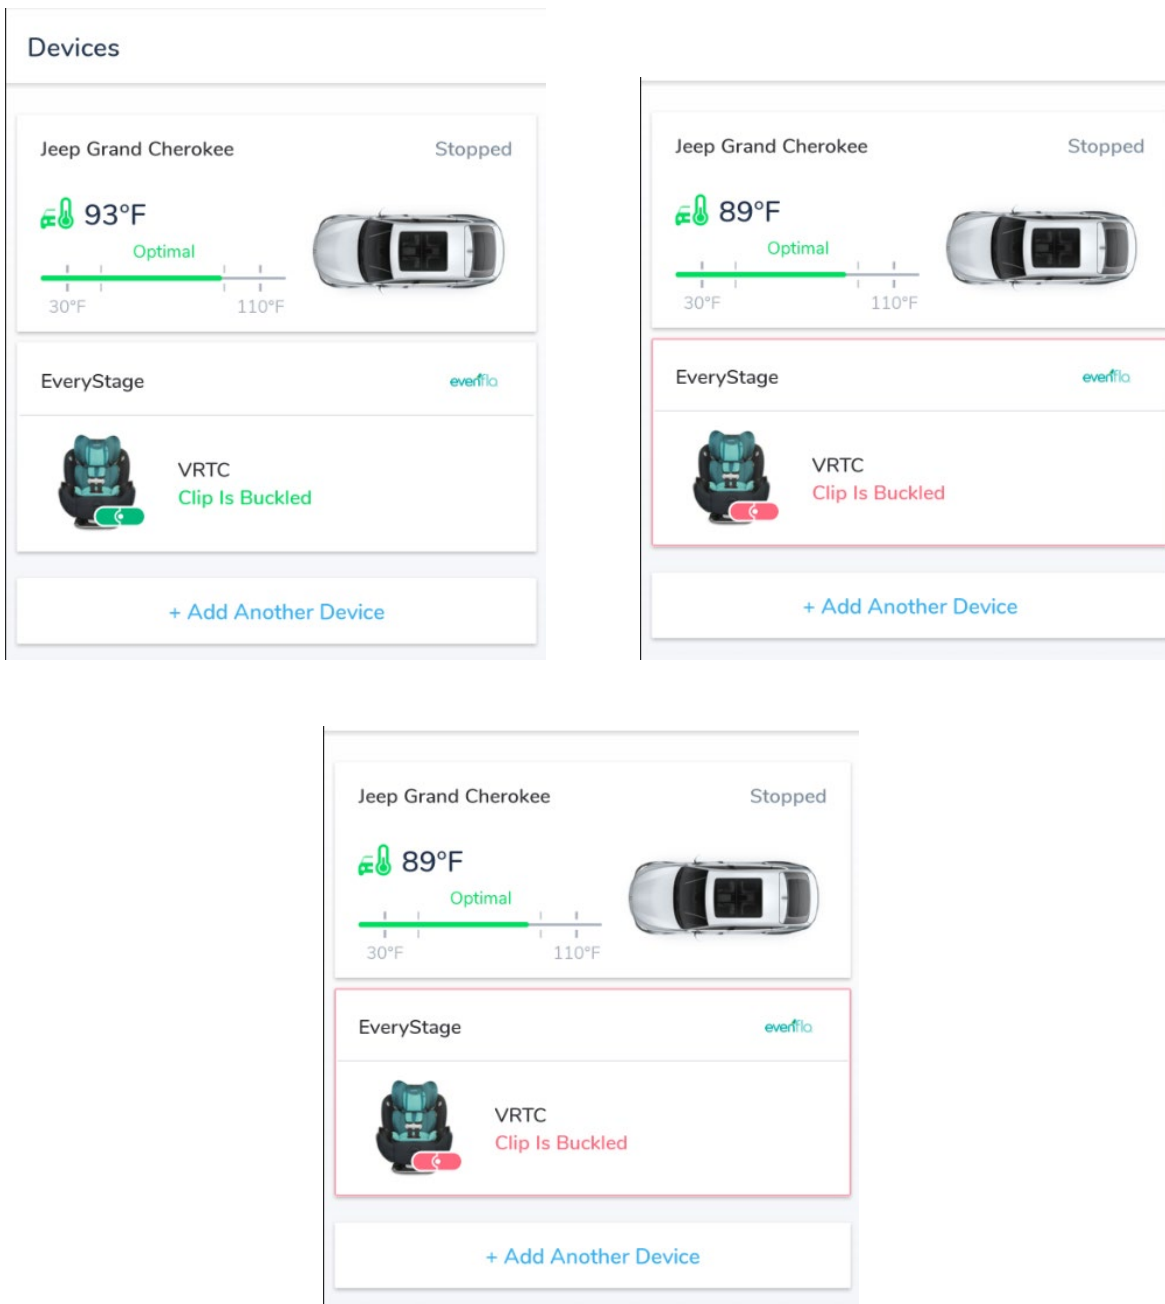 Devices
Jeep Grand Cherokee Stopped
93°F
Optimal
30°F 110°F
EveryStage evenflo
VRTC
Clip Is Buckled
+ Add Another Device
Jeep Grand Cherokee Stopped
89°F
Optimal
30°F 110°F
EveryStage evenflo
VRTC
Clip Is Buckled
+ Add Another Device
Jeep Grand Cherokee Stopped
89°F
Optimal
30°F 110°F
EveryStage evenflo
VRTC
Clip Is Buckled
+ Add Another Device